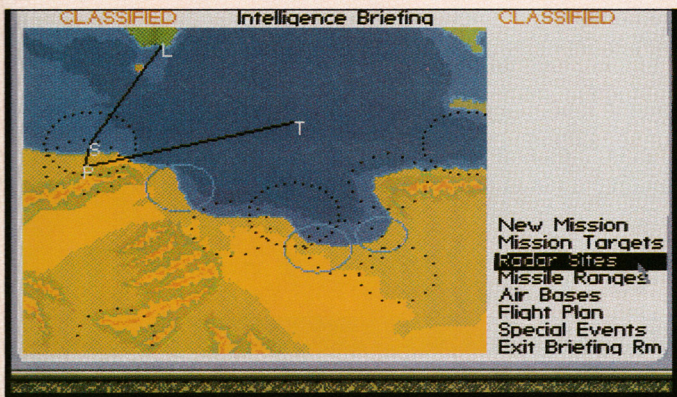 CLASSIFIED Intelligence Briefing CLASSIFIED
L
T
S
P
New Mission
Mission Targets
Radar Sites
Missile Ranges
Air Bases
Flight Plan
Special Events
Exit Briefing Rm